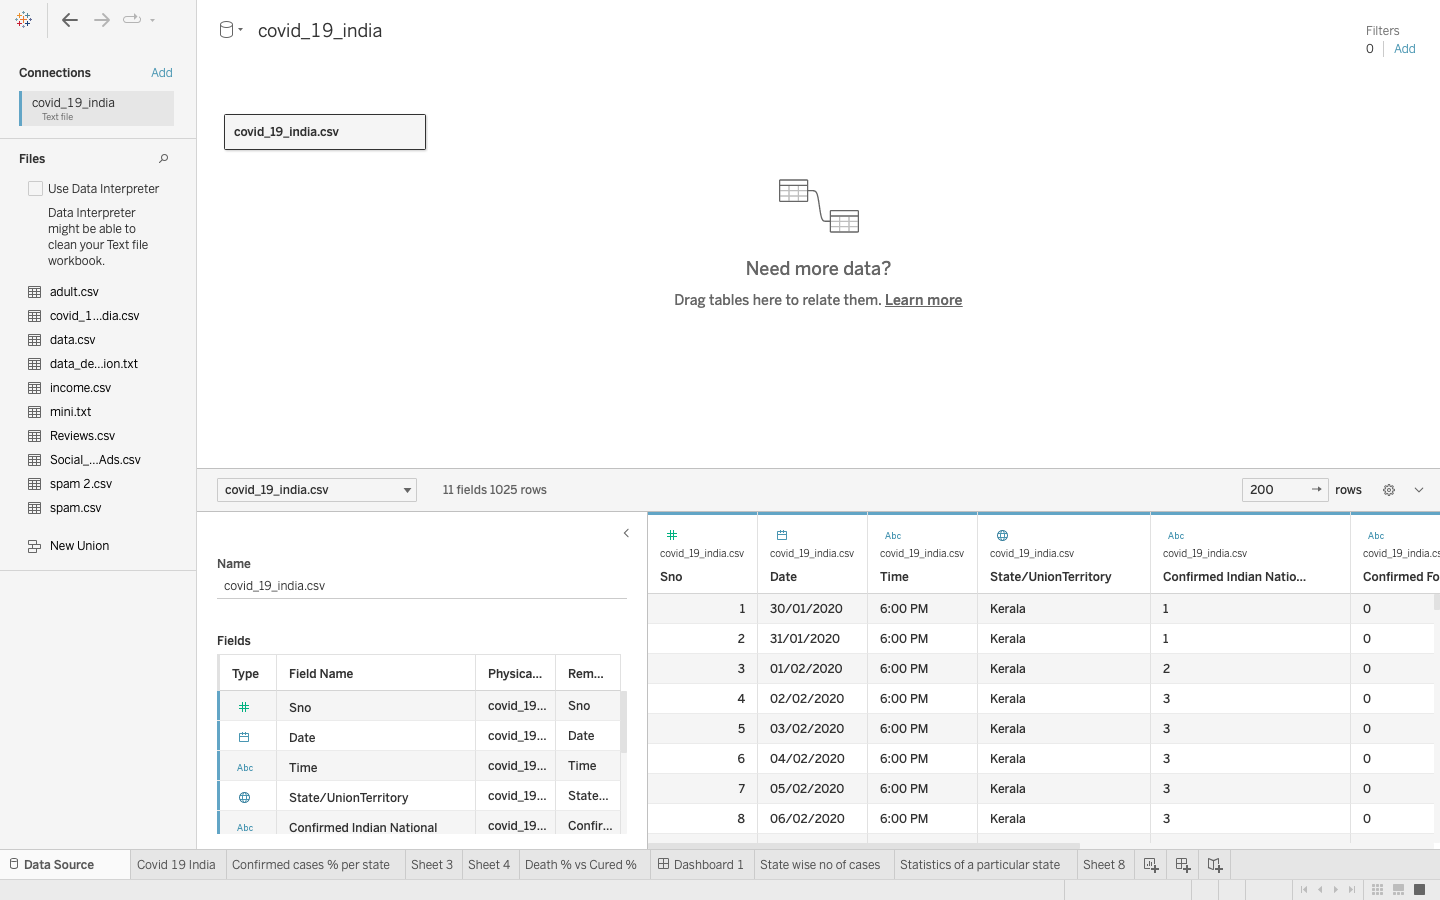 covid_19_india
Filters
0 Add
Connections Add
covid_19_india
Text file
covid_19_india.csv
Files
Use Data Interpreter
Data Interpreter
might be able to
clean your Text file
workbook.
adult.csv
covid_1...dia.csv
data.csv
data_de...ion.txt
income.csv
mini.txt
Reviews.csv
Social_...Ads.csv
spam 2.csv
spam.csv
New Union
Need more data?
Drag tables here to relate them. Learn more
covid_19_india.csv 11 fields 1025 rows 200 rows
Name
covid_19_india.csv
Fields
Type Field Name Physica... Rem...
Sno covid_19... Sno
Date covid_19... Date
Abc Time covid_19... Time
State/UnionTerritory covid_19... State...
Abc Confirmed Indian National covid_19... Confir...
Abc Abc Abc
covid_19_india.csv covid_19_india.csv covid_19_india.csv covid_19_india.csv covid_19_india.csv covid_19_india.cs
Sno Date Time State/UnionTerritory Confirmed Indian Natio... Confirmed Fo
1 30/01/2020 6:00 PM Kerala 1 0
2 31/01/2020 6:00 PM Kerala 1 0
3 01/02/2020 6:00 PM Kerala 2 0
4 02/02/2020 6:00 PM Kerala 3 0
5 03/02/2020 6:00 PM Kerala 3 0
6 04/02/2020 6:00 PM Kerala 3 0
7 05/02/2020 6:00 PM Kerala 3 0
8 06/02/2020 6:00 PM Kerala 3 0
Data Source Covid 19 India Confirmed cases % per state Sheet 3 Sheet 4 Death % vs Cured % Dashboard 1 State wise no of cases Statistics of a particular state Sheet 8